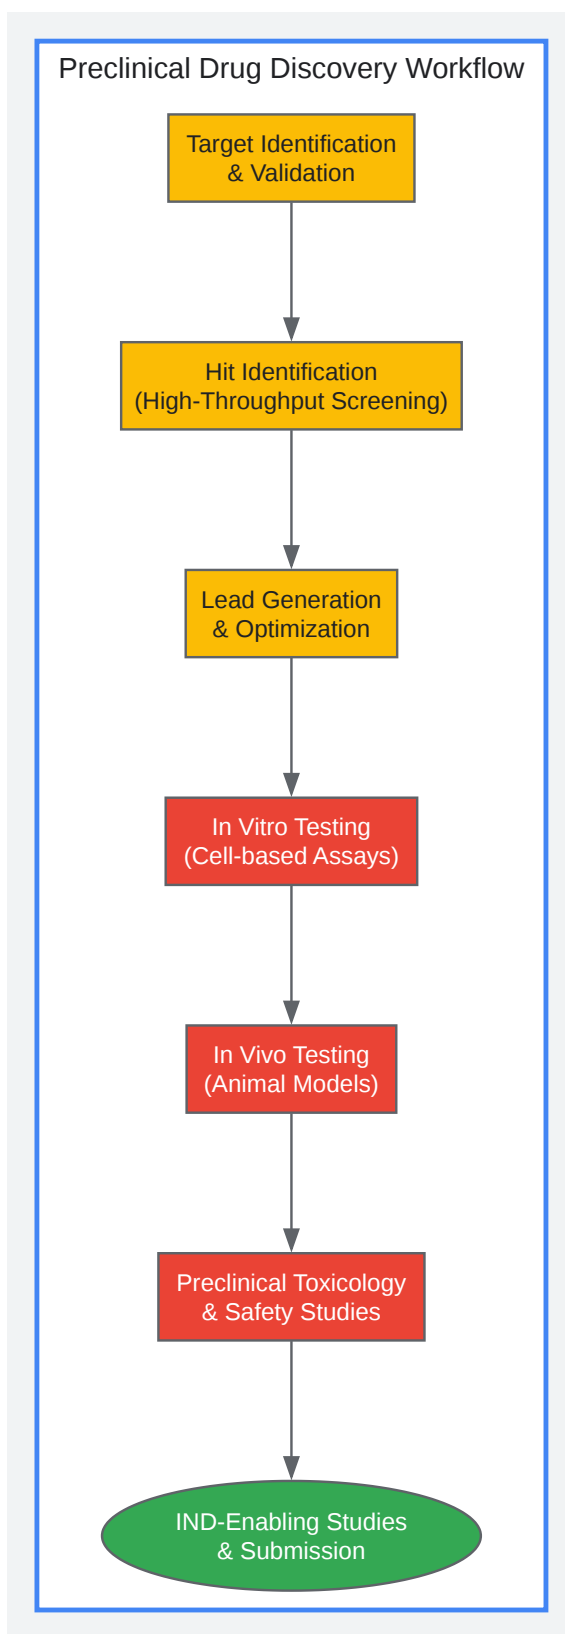 Preclinical Drug Discovery Workflow
Target Identification
& Validation
Hit Identification
(High-Throughput Screening)
Lead Generation
& Optimization
In Vitro Testing
(Cell-based Assays)
In Vivo Testing
(Animal Models)
Preclinical Toxicology
& Safety Studies
IND-Enabling Studies
& Submission